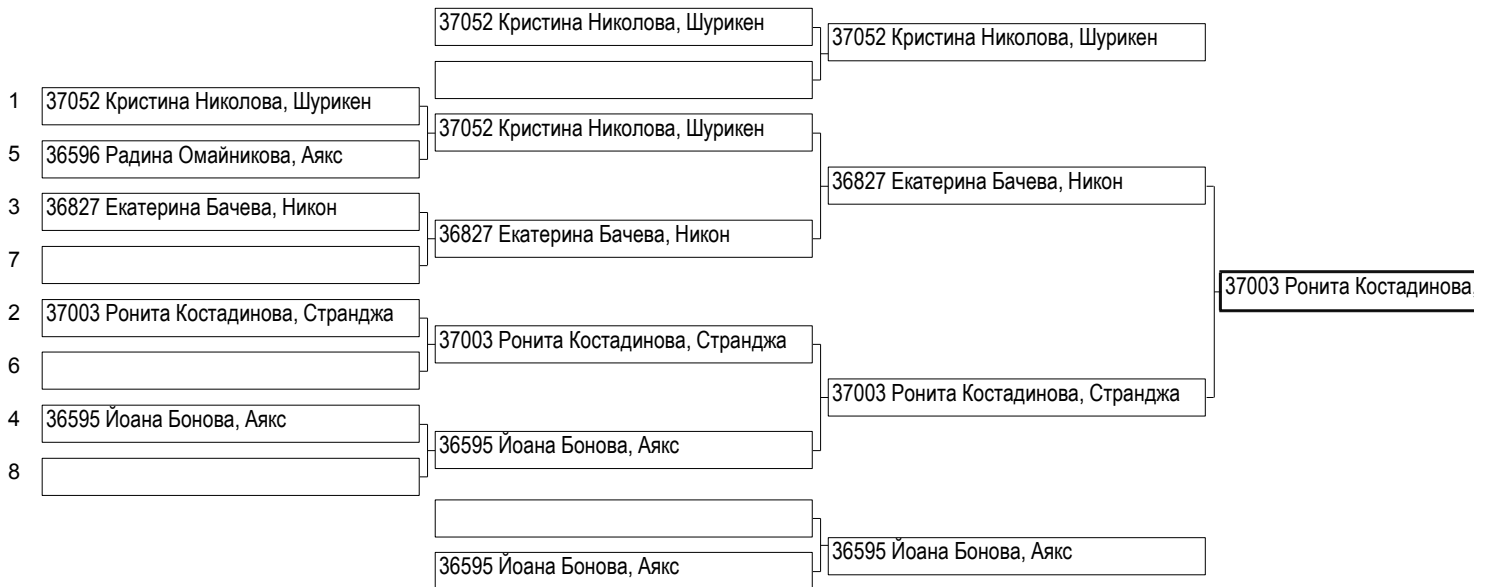 37052 Кристина Николова, Шурикен
37052 Кристина Николова, Шурикен
1 37052 Кристина Николова, Шурикен
37052 Кристина Николова, Шурикен
5 36596 Радина Омайникова, Аякс
36827 Екатерина Бачева, Никон
3 36827 Екатерина Бачева, Никон
36827 Екатерина Бачева, Никон
7
37003 Ронита Костадинова,
2 37003 Ронита Костадинова, Странджа
37003 Ронита Костадинова, Странджа
6
37003 Ронита Костадинова, Странджа
4 36595 Йоана Бонова, Аякс
36595 Йоана Бонова, Аякс
8
36595 Йоана Бонова, Аякс
36595 Йоана Бонова, Аякс